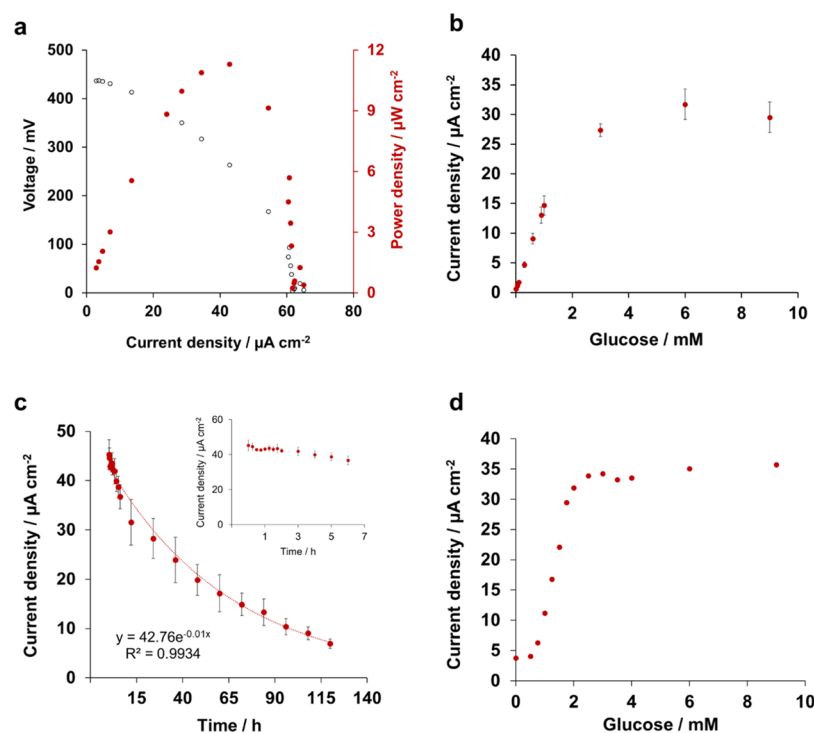 a
Voltage / mV
500
400
300
200
100
0
0 20 40 60 80
Current density / µA cm-2
12
9
6
3
0
Power density / µW cm-2
b
Current density / µA cm-2
40
35
30
25
20
15
10
5
0
0 2 4 6 8 10
Glucose / mM
c
Current density / µA cm-2
50
40
30
20
10
0
15 40 65 90 115 140
Time / h
y = 42.76e-0.01x
R² = 0.9934
Current density / µA cm-2
60
40
20
0
1 3 5 7
Time / h
d
Current density / µA cm-2
40
35
30
25
20
15
10
5
0
0 2 4 6 8 10
Glucose / mM